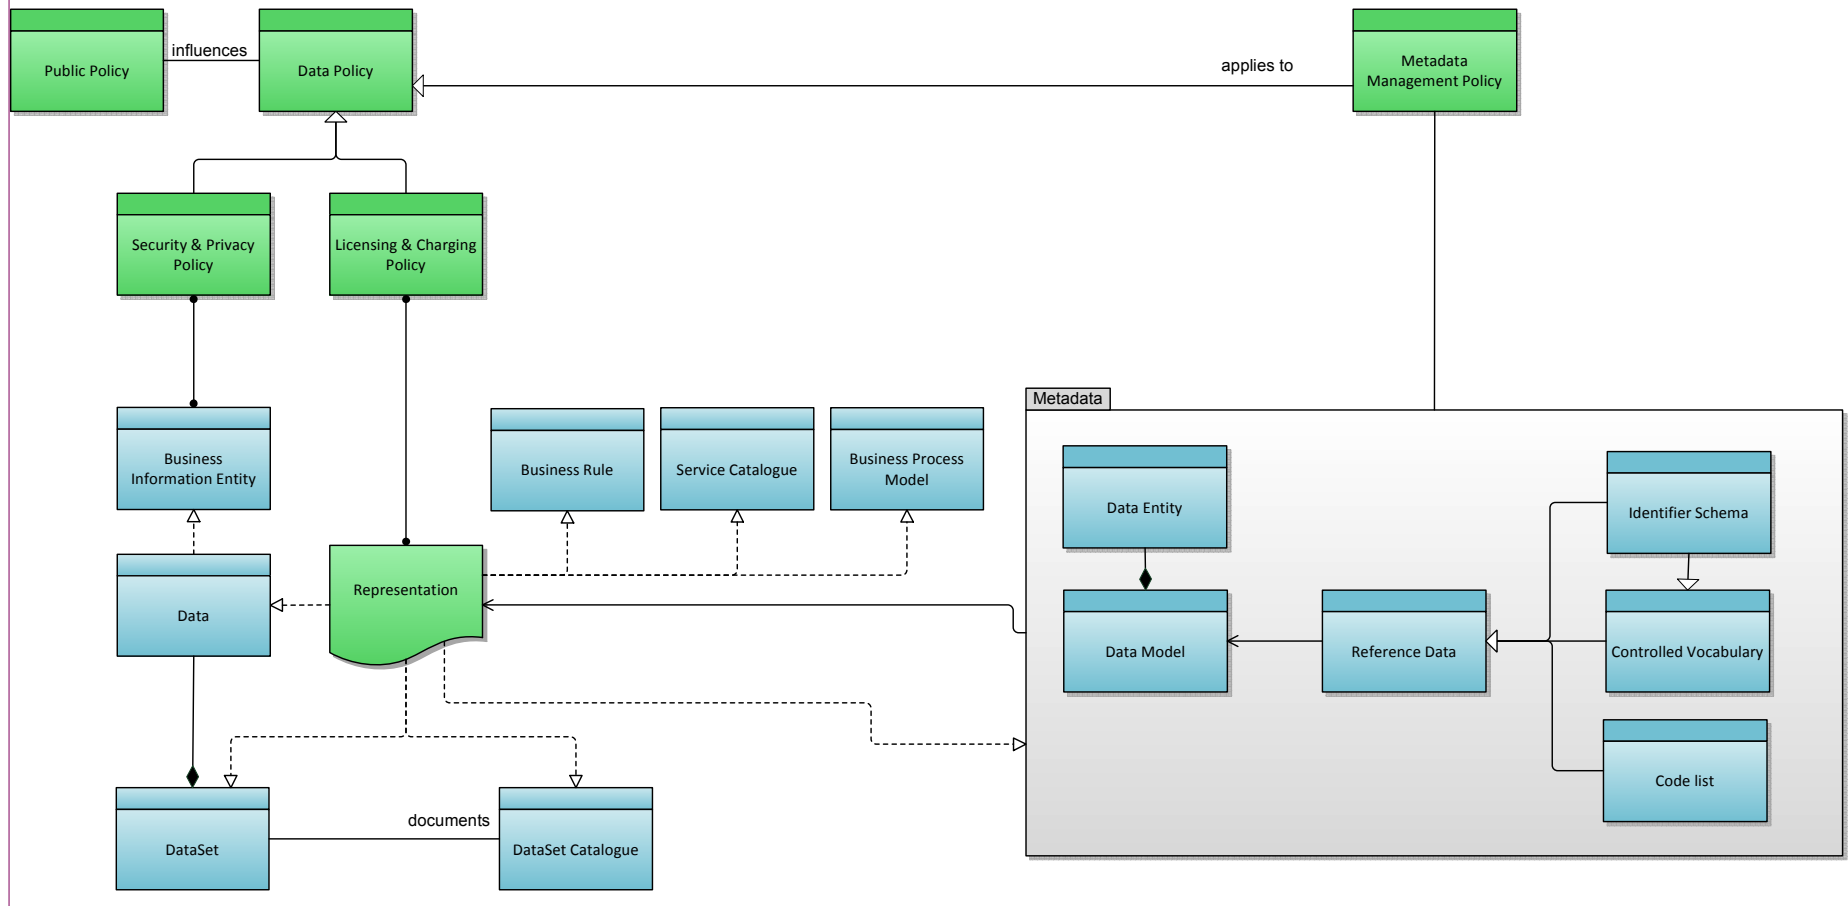 Public Policy
influences
Data Policy
applies to
Metadata
Management Policy
Security & Privacy
Policy
Licensing & Charging
Policy
Metadata
Business
Information Entity
Business Rule
Service Catalogue
Business Process
Model
Data Entity
Identifier Schema
Data
Representation
Data Model
Reference Data
Controlled Vocabulary
Code list
DataSet
documents
DataSet Catalogue